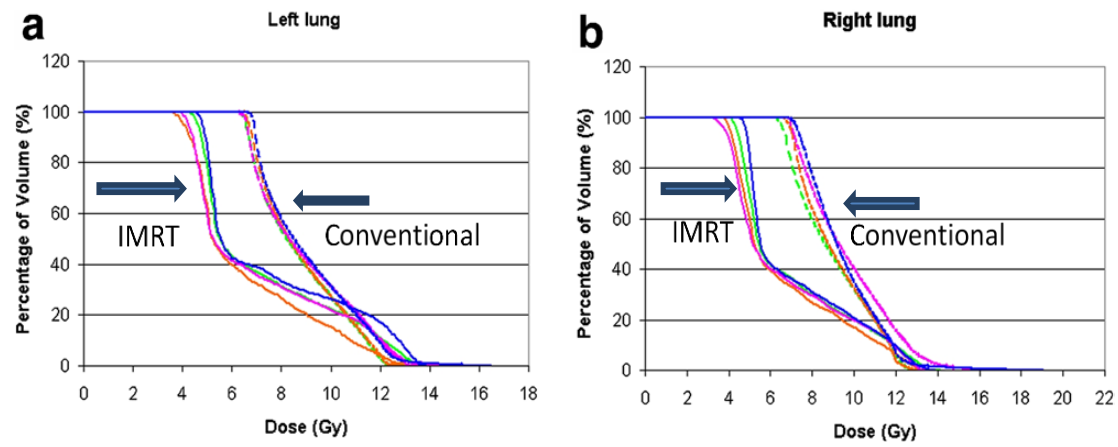 a
Left lung
120
100
80
60
40
20
0
Percentage of Volume (%)
IMRT
Conventional
0 2 4 6 8 10 12 14 16 18
Dose (Gy)
b
Right lung
120
100
80
60
40
20
0
Percentage of Volume (%)
IMRT
Conventional
0 2 4 6 8 10 12 14 16 18 20 22
Dose (Gy)